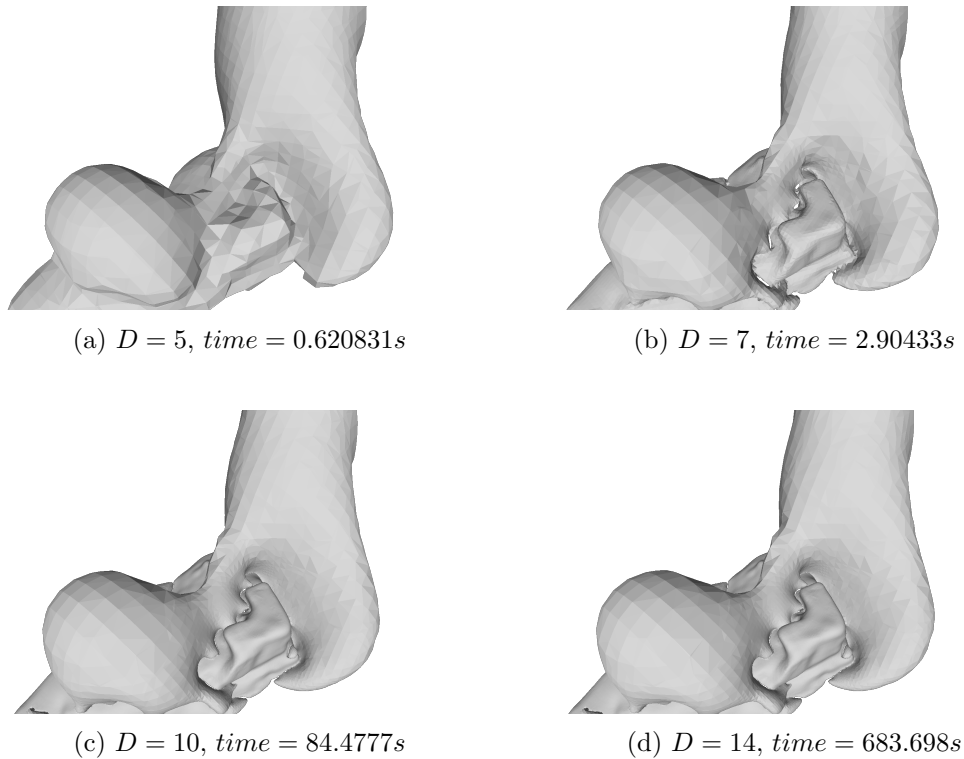 (a) D = 5, time = 0.620831s
(b) D = 7, time = 2.90433s
(c) D = 10, time = 84.4777s
(d) D = 14, time = 683.698s